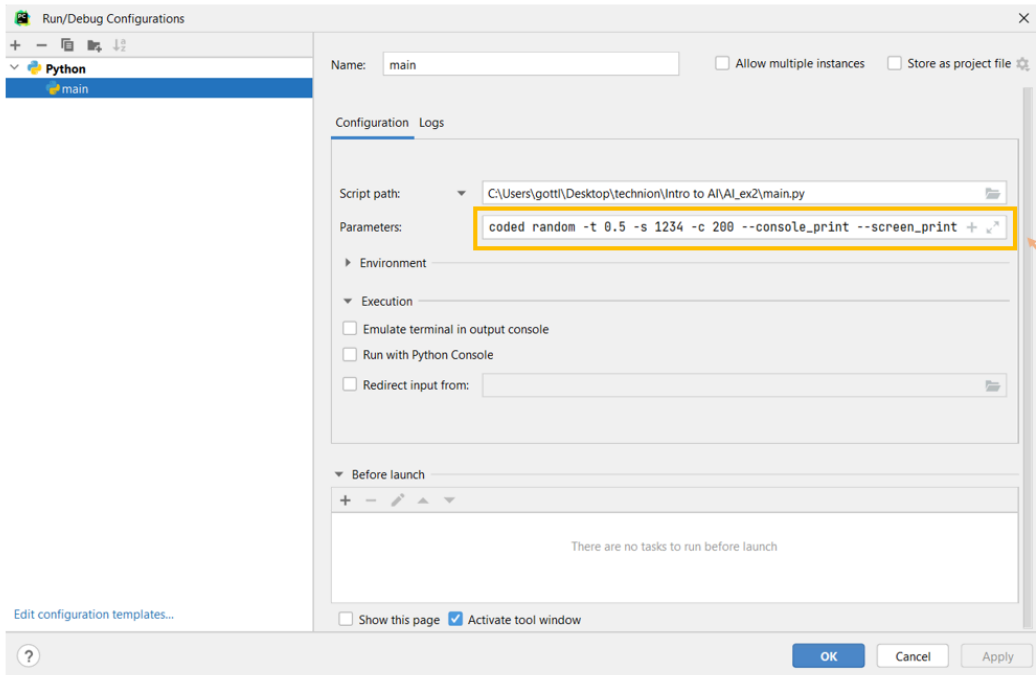 PC Run/Debug Configurations
Python
main
Name: main Allow multiple instances Store as project file
Configuration Logs
Script path: C:\Users\gottl\Desktop\technion\Intro to AI\AI_ex2\main.py
Parameters: coded random -t 0.5 -s 1234 -c 200 --console_print --screen_print
Environment
Execution
Emulate terminal in output console
Run with Python Console
Redirect input from:
Before launch
There are no tasks to run before launch
Edit configuration templates...
Show this page Activate tool window
? OK Cancel Apply